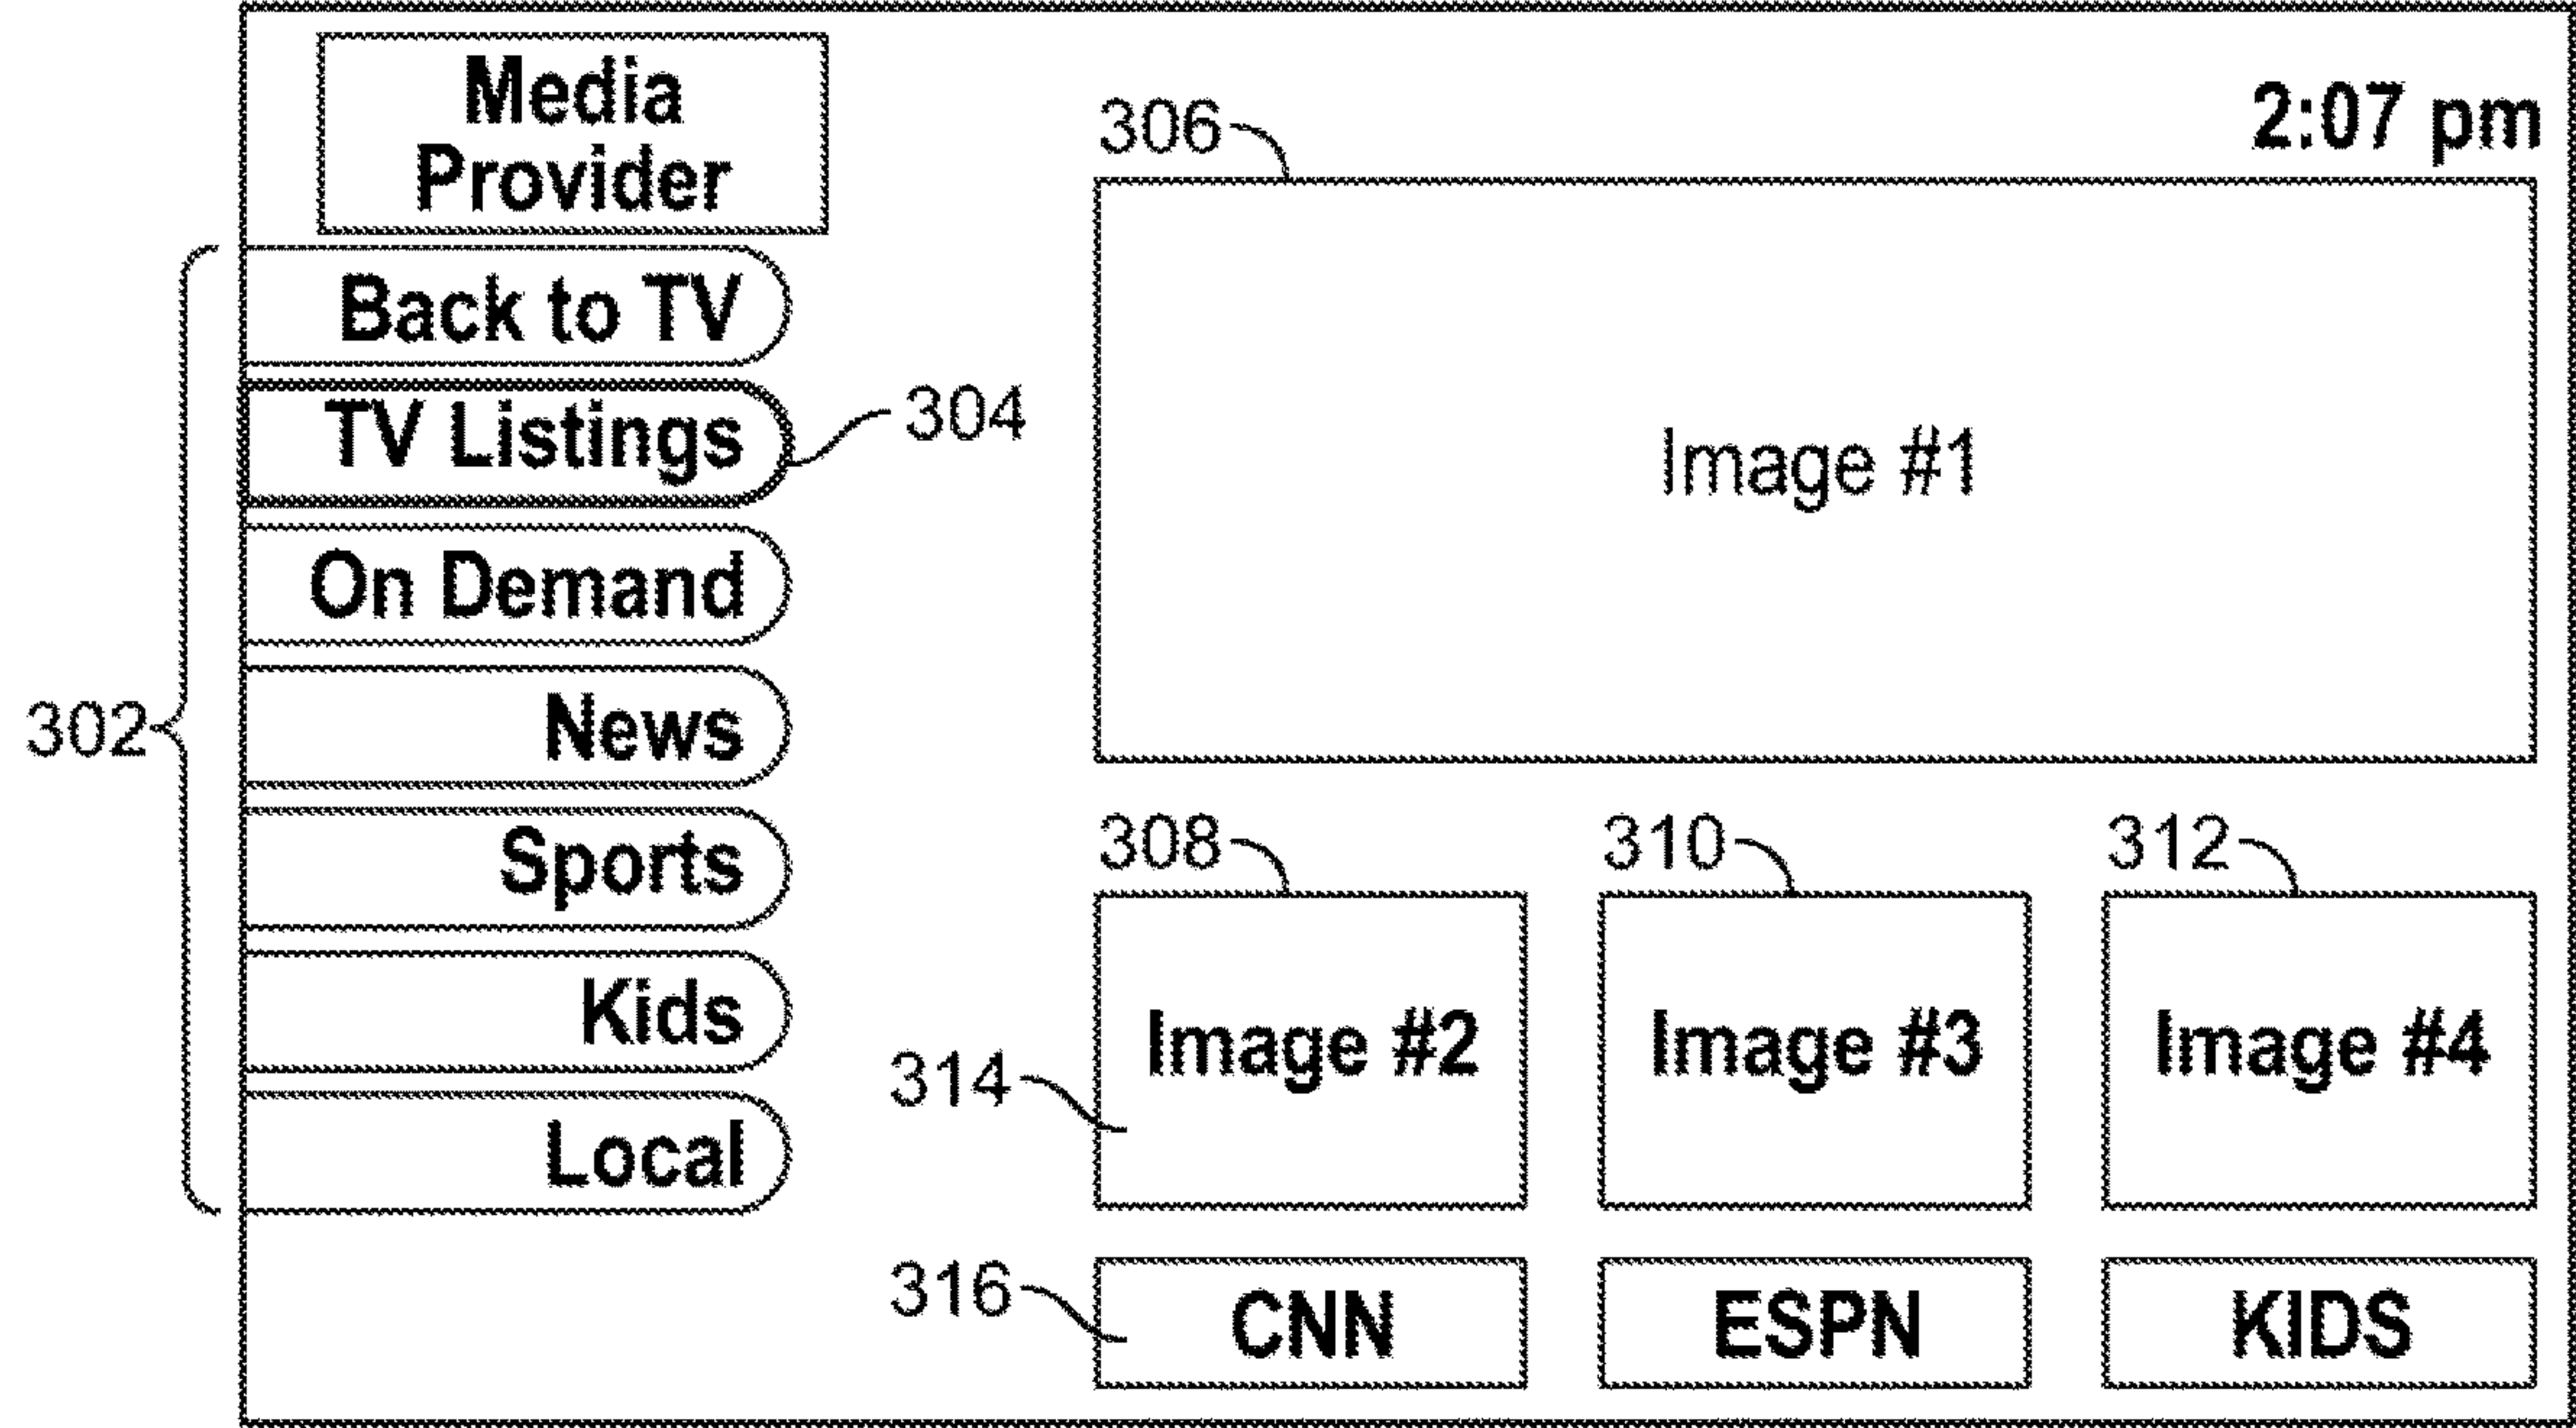 Media
Provider
2:07 pm
306
Back to TV
TV Listings
304
Image #1
On Demand
302
News
Sports
Kids
Local
308
310
312
Image #2
Image #3
Image #4
314
316
CNN
ESPN
KIDS